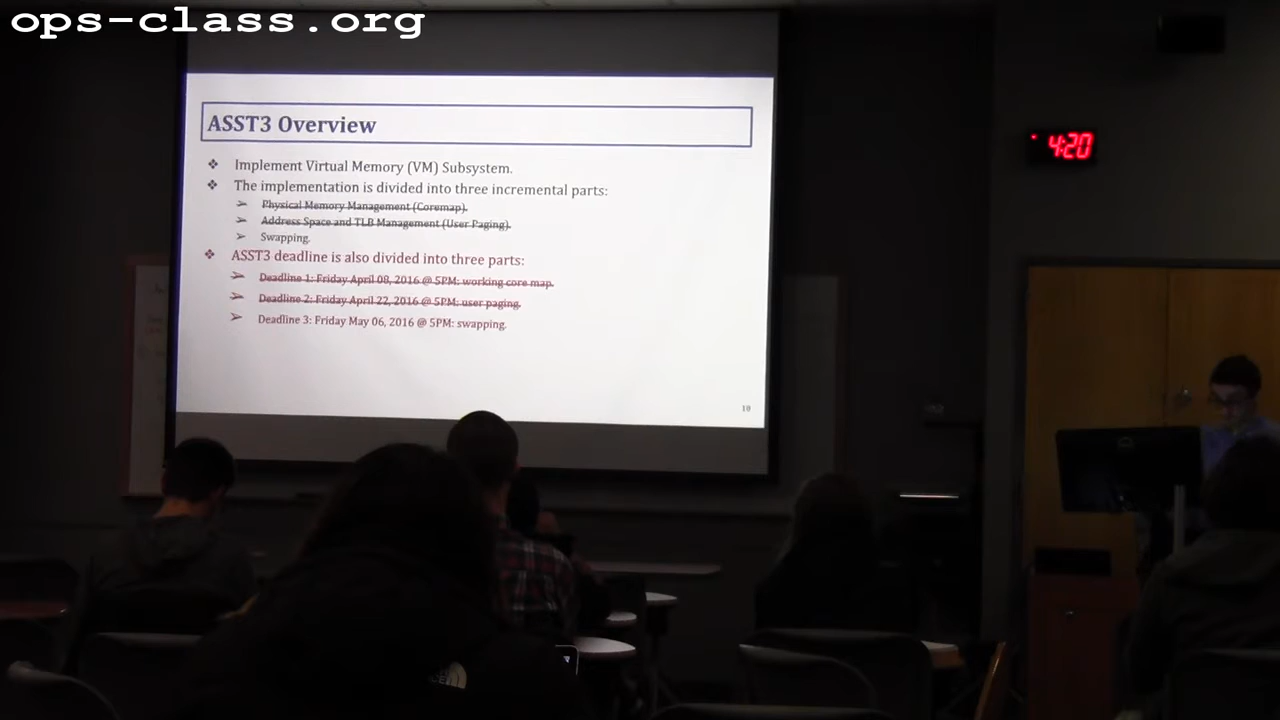 ops-class.org
ASST3 Overview
❖ Implement Virtual Memory (VM) Subsystem.
❖ The implementation is divided into three incremental parts:
➢ Physical Memory Management (Coremap).
➢ Address Space and TLB Management (User Paging).
➢ Swapping.
❖ ASST3 deadline is also divided into three parts:
➢ Deadline 1: Friday April 08, 2016 @ 5PM: working core map.
➢ Deadline 2: Friday April 22, 2016 @ 5PM: user paging.
➢ Deadline 3: Friday May 06, 2016 @ 5PM: swapping.
10
4:20